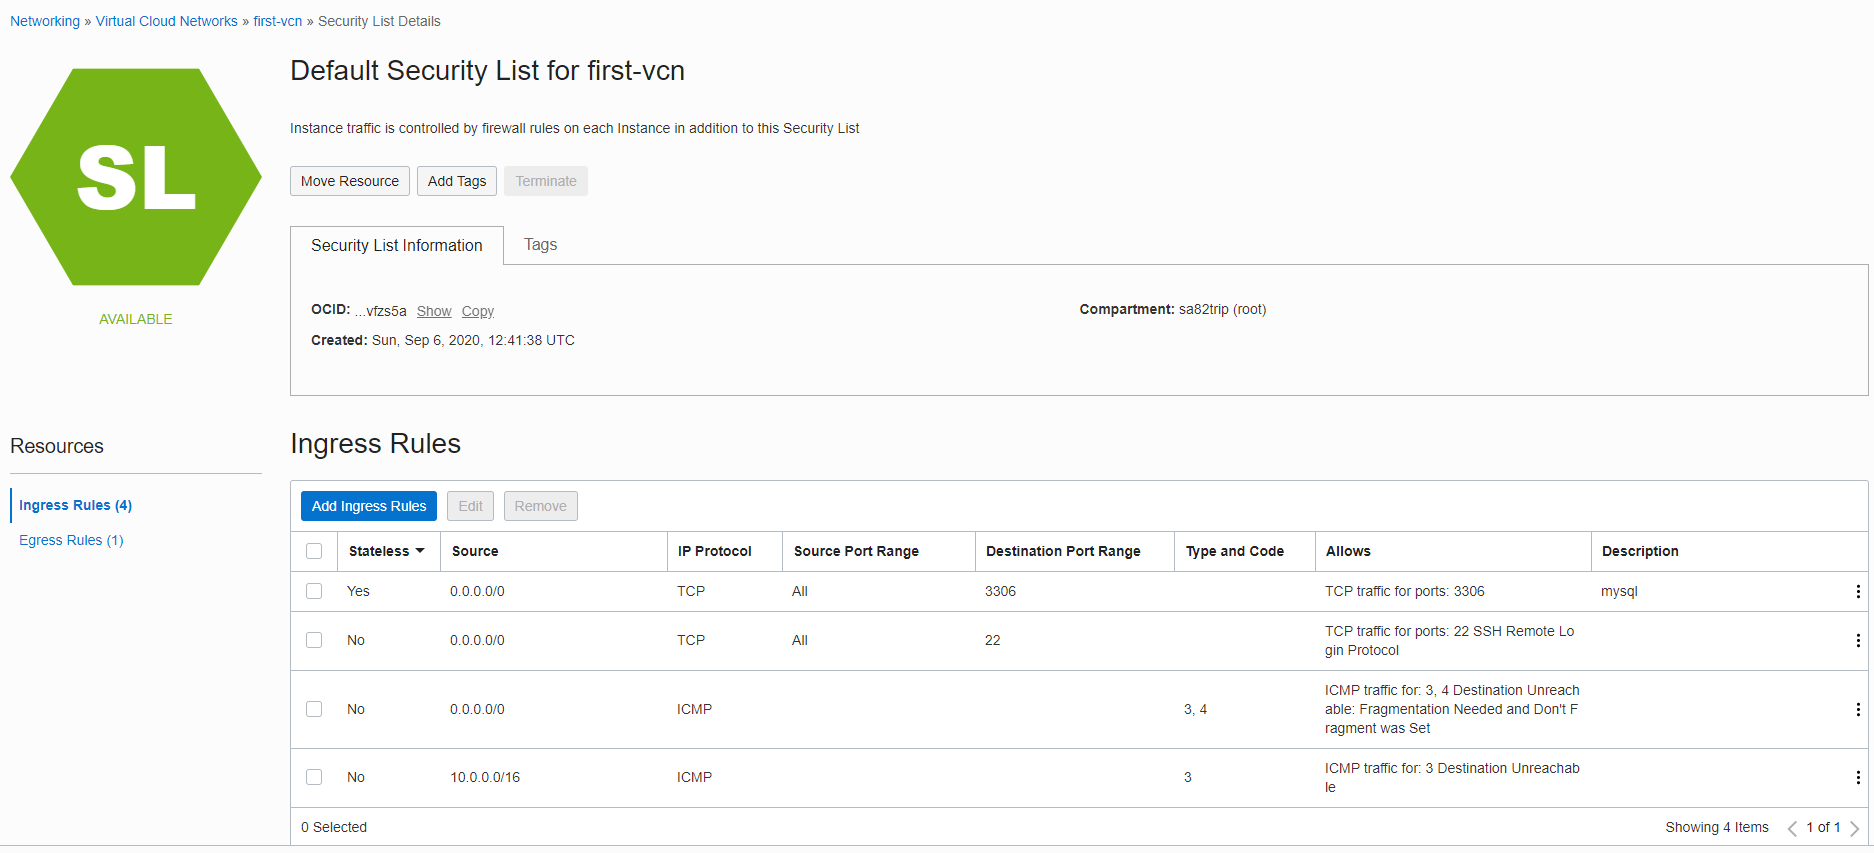 Networking » Virtual Cloud Networks » first-vcn » Security List Details
SL
AVAILABLE
Default Security List for first-vcn
Instance traffic is controlled by firewall rules on each Instance in addition to this Security List
Move Resource Add Tags Terminate
Security List Information Tags
OCID: ...vfzs5a Show Copy
Compartment: sa82trip (root)
Created: Sun, Sep 6, 2020, 12:41:38 UTC
Resources
Ingress Rules (4)
Egress Rules (1)
Ingress Rules
Add Ingress Rules Edit Remove
Stateless Source IP Protocol Source Port Range Destination Port Range Type and Code Allows Description
Yes 0.0.0.0/0 TCP All 3306 TCP traffic for ports: 3306 mysql
No 0.0.0.0/0 TCP All 22 TCP traffic for ports: 22 SSH Remote Lo
gin Protocol
No 0.0.0.0/0 ICMP 3, 4 ICMP traffic for: 3, 4 Destination Unreach
able: Fragmentation Needed and Don't F
ragment was Set
No 10.0.0.0/16 ICMP 3 ICMP traffic for: 3 Destination Unreachab
le
0 Selected
Showing 4 Items 1 of 1